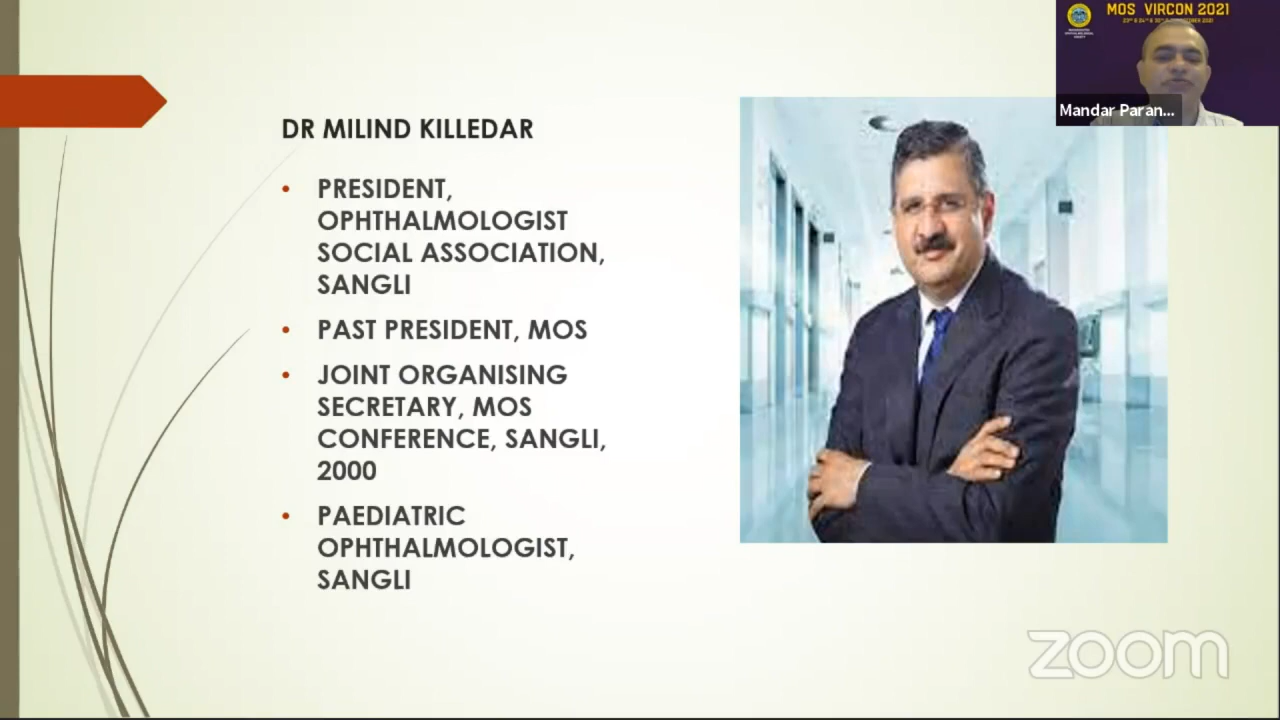 MOS VIRCON 2021
Mandar Paran...
DR MILIND KILLEDAR
• PRESIDENT,
OPHTHALMOLOGIST
SOCIAL ASSOCIATION,
SANGLI
• PAST PRESIDENT, MOS
• JOINT ORGANISING
SECRETARY, MOS
CONFERENCE, SANGLI,
2000
• PAEDIATRIC
OPHTHALMOLOGIST,
SANGLI
zoom